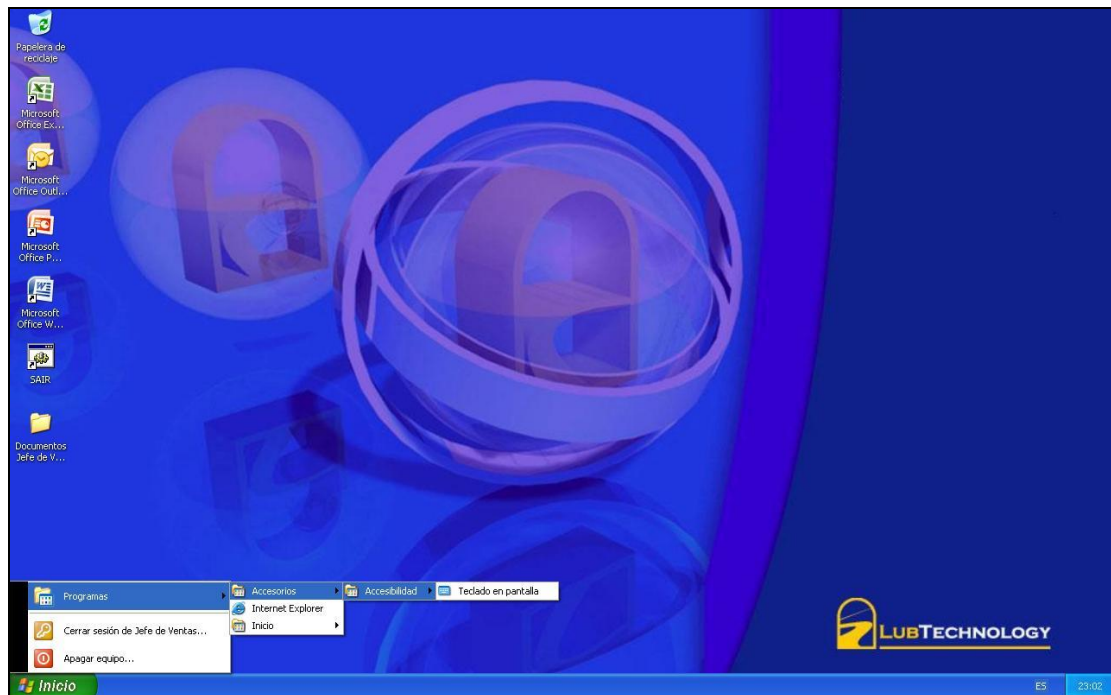 Papelera de
reciclaje
Microsoft
Office Ex...
Microsoft
Office Outl...
Microsoft
Office P...
Microsoft
Office W...
SAIR
Documentos
Jefe de V...
Programas
Cerrar sesión de Jefe de Ventas...
Apagar equipo...
Accesorios
Internet Explorer
Inicio
Accesibilidad
Teclado en pantalla
LUBTECHNOLOGY
Inicio
ES
23:02